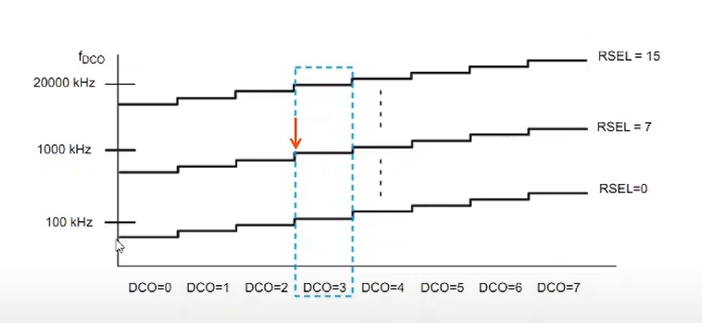 fDCO
20000 kHz
RSEL = 15
1000 kHz
RSEL = 7
100 kHz
RSEL=0
DCO=0 DCO=1 DCO=2 DCO=3 DCO=4 DCO=5 DCO=6 DCO=7